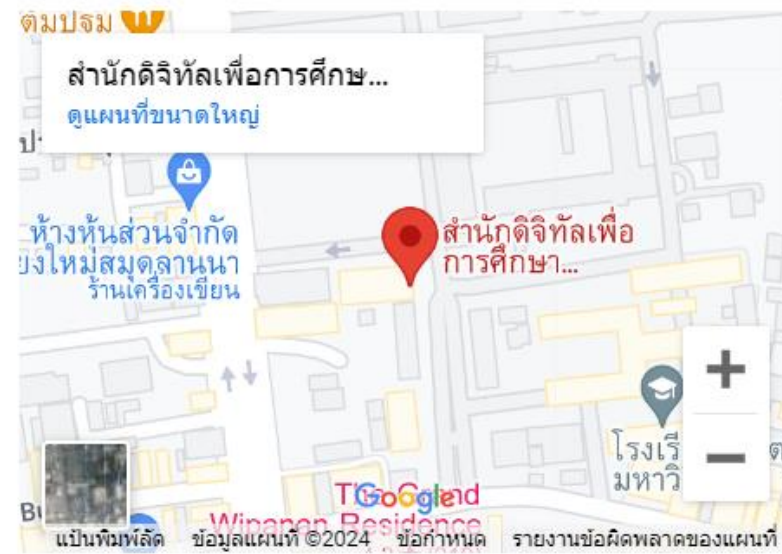 ต๋มปรุม
สำนักดิจิทัลเพื่อการศึกษ...
ดูแผนที่ขนาดใหญ่
ห้างหุ้นส่วนจำกัด
ยงใหม่สมุดลานนา
ร้านเครื่องเขียน
สำนักดิจิทัลเพื่อ
การศึกษา...
โรงเรี
มหาวิ
The Grand
Google
Winanan Residence
แป้นพิมพ์ลัด ข้อมูลแผนที่ ©2024 ข้อกำหนด รายงานข้อผิดพลาดของแผนที่